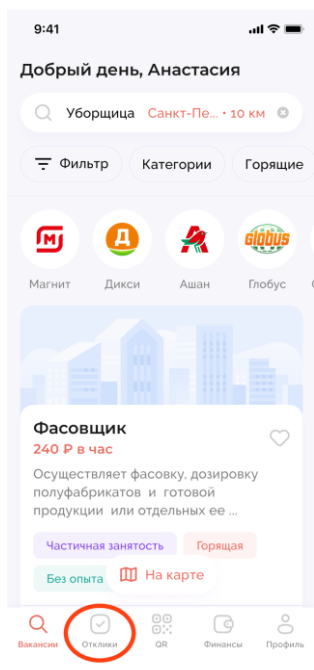 9:41
Добрый день, Анастасия
Уборщица Санкт-Пе... • 10 км
Фильтр Категории Горящие
М
Д
GLOBUS
Магнит Дикси Ашан Глобус
Фасовщик
240 ₽ в час
Осуществляет фасовку, дозировку
полуфабрикатов и готовой
продукции или отдельных ее ...
Частичная занятость Горящая
Без опыта На карте
Вакансии Отклики QR Финансы Профиль